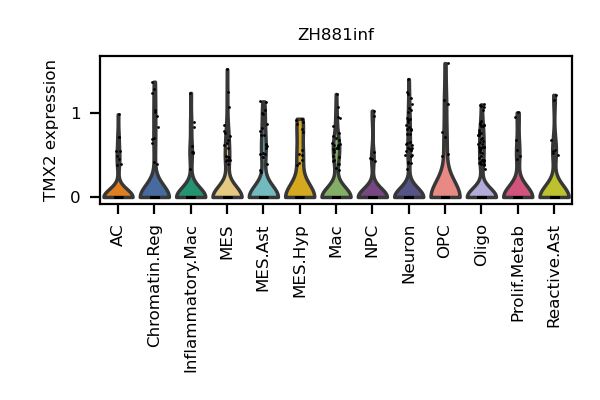 ZH881inf
TMX2 expression
1
0
AC
Chromatin.Reg
Inflammatory.Mac
MES
MES.Ast
MES.Hyp
Mac
NPC
Neuron
OPC
Oligo
Prolif.Metab
Reactive.Ast